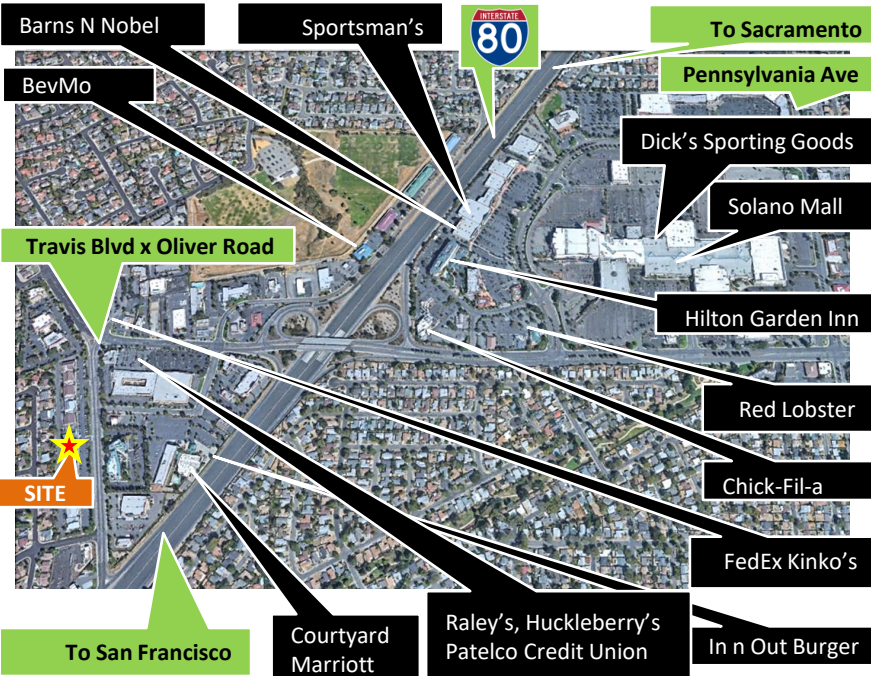 Barns N Nobel
Sportsman's
INTERSTATE
80
To Sacramento
BevMo
Pennsylvania Ave
Dick's Sporting Goods
Solano Mall
Travis Blvd x Oliver Road
Hilton Garden Inn
Red Lobster
SITE
Chick-Fil-a
FedEx Kinko's
To San Francisco
Courtyard
Marriott
Raley's, Huckleberry's
Patelco Credit Union
In n Out Burger